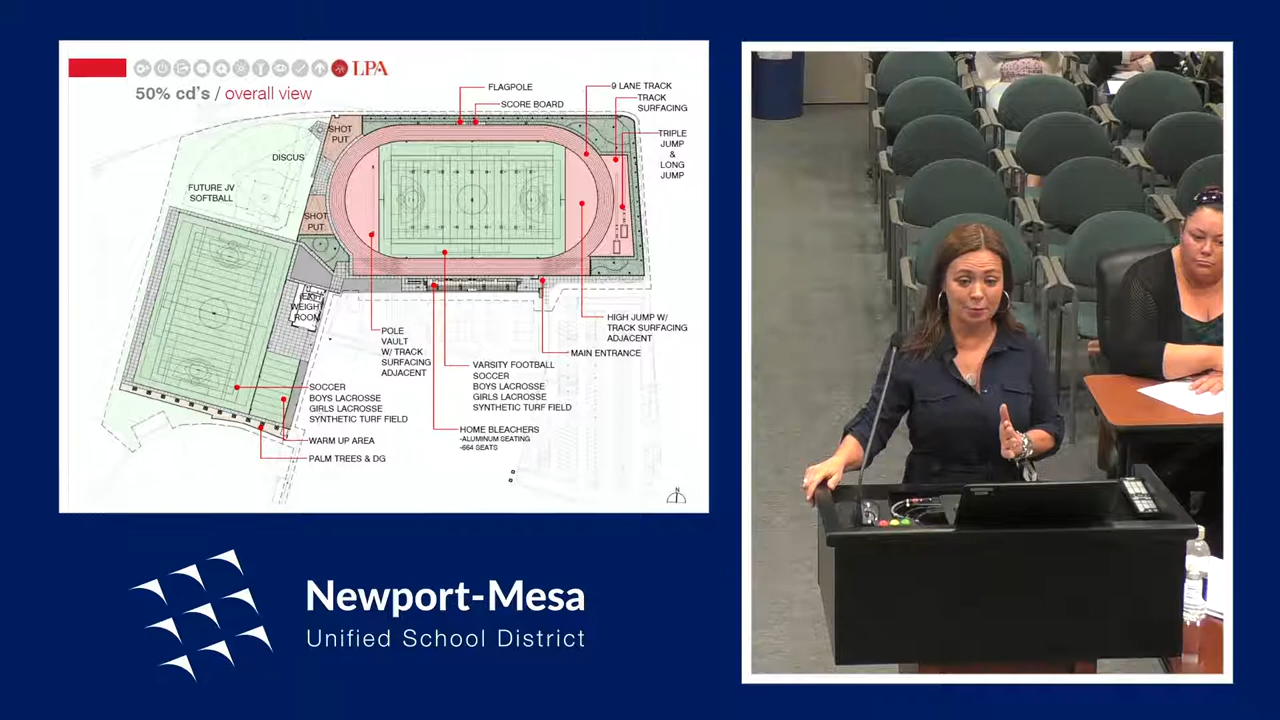 LPA
50% cd's / overall view
FLAGPOLE
SCORE BOARD
9 LANE TRACK
TRACK
SURFACING
TRIPLE
JUMP
&
LONG
JUMP
SHOT
PUT
DISCUS
FUTURE JV
SOFTBALL
SHOT
PUT
WEIGHT
ROOM
POLE
VAULT
W/ TRACK
SURFACING
ADJACENT
HIGH JUMP W/
TRACK SURFACING
ADJACENT
MAIN ENTRANCE
VARSITY FOOTBALL
SOCCER
BOYS LACROSSE
GIRLS LACROSSE
SYNTHETIC TURF FIELD
SOCCER
BOYS LACROSSE
GIRLS LACROSSE
SYNTHETIC TURF FIELD
HOME BLEACHERS
-ALUMINUM SEATING
-664 SEATS
WARM UP AREA
PALM TREES & DG
N
Newport-Mesa
Unified School District